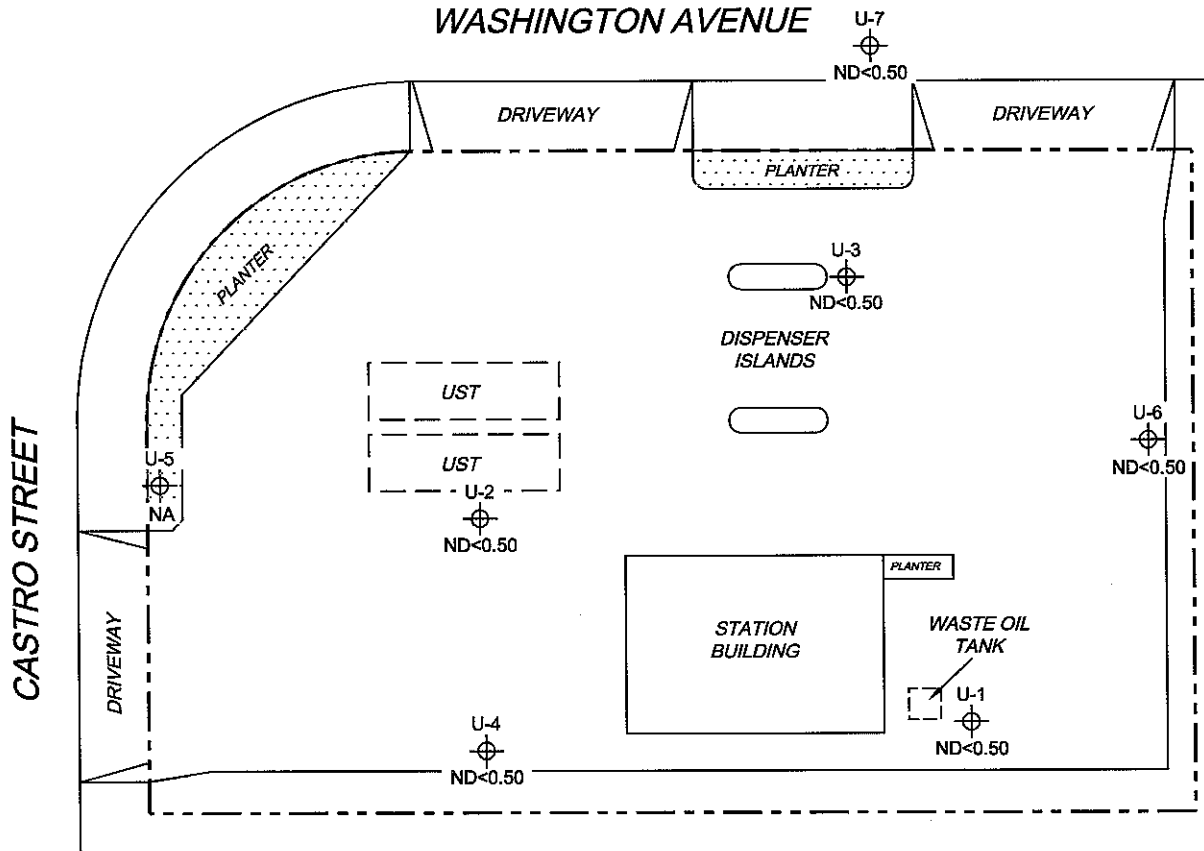 WASHINGTON AVENUE
U-7
ND<0.50
DRIVEWAY
DRIVEWAY
PLANTER
PLANTER
U-3
ND<0.50
DISPENSER
ISLANDS
UST
UST
U-6
ND<0.50
CASTRO STREET
U-5
NA
U-2
ND<0.50
PLANTER
STATION
BUILDING
WASTE OIL
TANK
DRIVEWAY
U-1
ND<0.50
U-4
ND<0.50